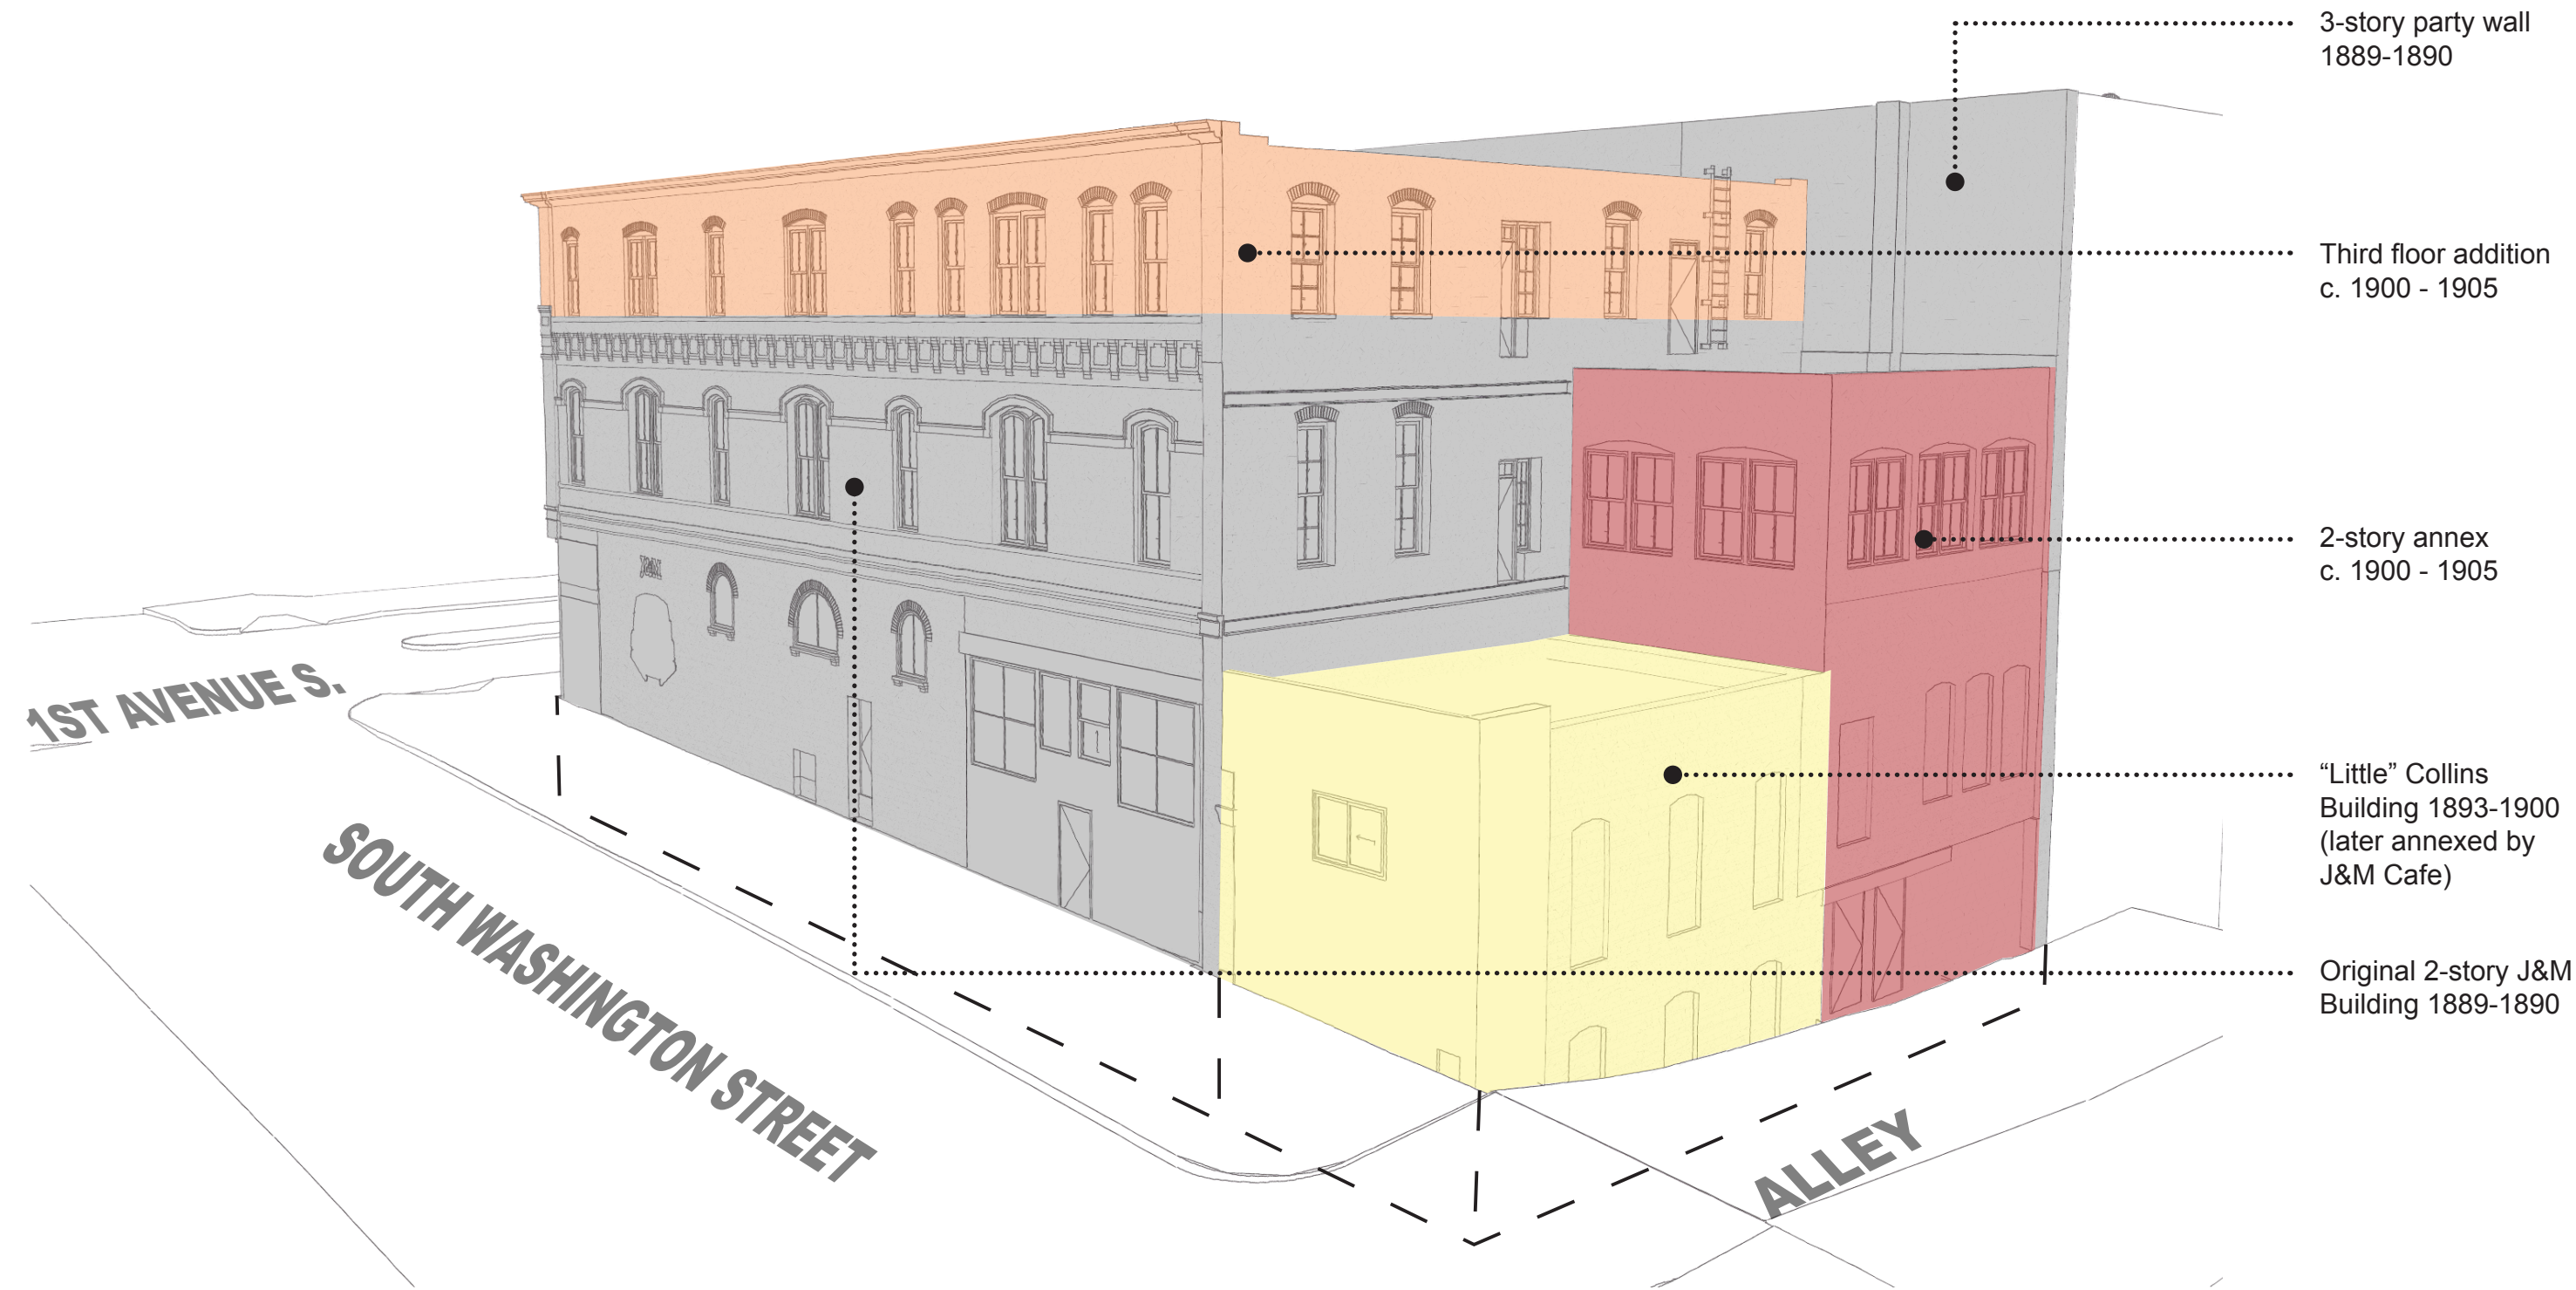 3-story party wall
1889-1890
Third floor addition
c. 1900 - 1905
2-story annex
c. 1900 - 1905
“Little” Collins
Building 1893-1900
(later annexed by
J&M Cafe)
Original 2-story J&M
Building 1889-1890
J&M
1ST AVENUE S.
SOUTH WASHINGTON STREET
ALLEY